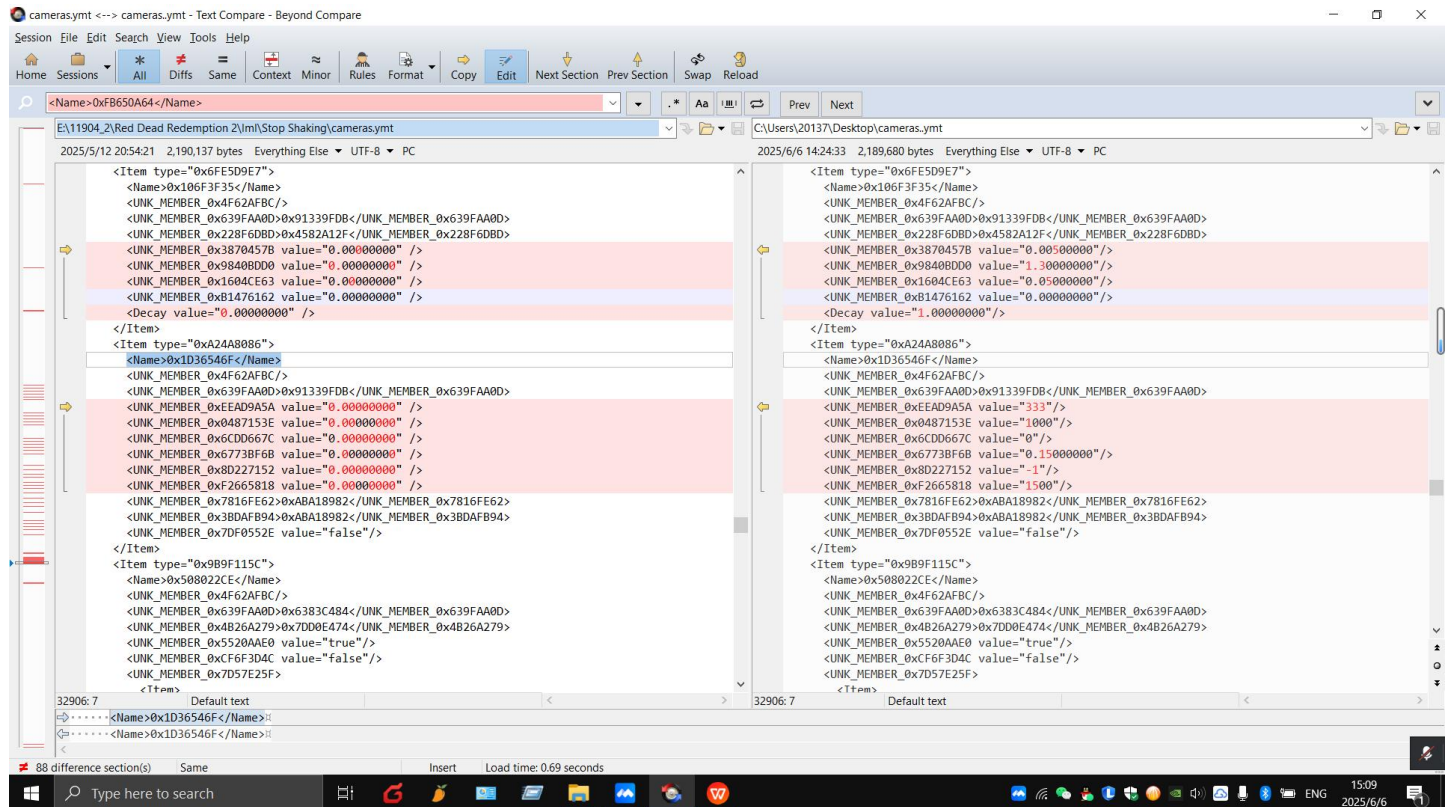 cameras.ymt <--> cameras..ymt - Text Compare - Beyond Compare
Session File Edit Search View Tools Help
Home Sessions All Diffs Same Context Minor Rules Format Copy Edit Next Section Prev Section Swap Reload
<Name>0xFB650A64</Name> .* Aa Prev Next
E:\11904_2\Red Dead Redemption 2\lml\Stop Shaking\cameras.ymt
2025/5/12 20:54:21 2,190,137 bytes Everything Else UTF-8 PC
<Item type="0x6FE5D9E7">
<Name>0x106F3F35</Name>
<UNK_MEMBER_0x4F62AFBC/>
<UNK_MEMBER_0x639FAA0D>0x91339FDB</UNK_MEMBER_0x639FAA0D>
<UNK_MEMBER_0x228F6DBD>0x4582A12F</UNK_MEMBER_0x228F6DBD>
<UNK_MEMBER_0x3870457B value="0.00000000" />
<UNK_MEMBER_0x9840BDD0 value="0.00000000" />
<UNK_MEMBER_0x1604CE63 value="0.00000000" />
<UNK_MEMBER_0xB1476162 value="0.00000000" />
<Decay value="0.00000000" />
</Item>
<Item type="0xA24A8086">
<Name>0x1D36546F</Name>
<UNK_MEMBER_0x4F62AFBC/>
<UNK_MEMBER_0x639FAA0D>0x91339FDB</UNK_MEMBER_0x639FAA0D>
<UNK_MEMBER_0xEEAD9A5A value="0.00000000" />
<UNK_MEMBER_0x0487153E value="0.00000000" />
<UNK_MEMBER_0x6CDD667C value="0.00000000" />
<UNK_MEMBER_0x6773BF6B value="0.00000000" />
<UNK_MEMBER_0x8D227152 value="0.00000000" />
<UNK_MEMBER_0xF2665818 value="0.00000000" />
<UNK_MEMBER_0x7816FE62>0xABA18982</UNK_MEMBER_0x7816FE62>
<UNK_MEMBER_0x3BDAFB94>0xABA18982</UNK_MEMBER_0x3BDAFB94>
<UNK_MEMBER_0x7DF0552E value="false"/>
</Item>
<Item type="0x9B9F115C">
<Name>0x508022CE</Name>
<UNK_MEMBER_0x4F62AFBC/>
<UNK_MEMBER_0x639FAA0D>0x6383C484</UNK_MEMBER_0x639FAA0D>
<UNK_MEMBER_0x4B26A279>0x7DD0E474</UNK_MEMBER_0x4B26A279>
<UNK_MEMBER_0x5520AAE0 value="true"/>
<UNK_MEMBER_0xCF6F3D4C value="false"/>
<UNK_MEMBER_0x7D57E25F>
<Item>
32906: 7 Default text
C:\Users\20137\Desktop\cameras..ymt
2025/6/6 14:24:33 2,189,680 bytes Everything Else UTF-8 PC
<Item type="0x6FE5D9E7">
<Name>0x106F3F35</Name>
<UNK_MEMBER_0x4F62AFBC/>
<UNK_MEMBER_0x639FAA0D>0x91339FDB</UNK_MEMBER_0x639FAA0D>
<UNK_MEMBER_0x228F6DBD>0x4582A12F</UNK_MEMBER_0x228F6DBD>
<UNK_MEMBER_0x3870457B value="0.00500000"/>
<UNK_MEMBER_0x9840BDD0 value="1.30000000"/>
<UNK_MEMBER_0x1604CE63 value="0.05000000"/>
<UNK_MEMBER_0xB1476162 value="0.00000000"/>
<Decay value="1.00000000"/>
</Item>
<Item type="0xA24A8086">
<Name>0x1D36546F</Name>
<UNK_MEMBER_0x4F62AFBC/>
<UNK_MEMBER_0x639FAA0D>0x91339FDB</UNK_MEMBER_0x639FAA0D>
<UNK_MEMBER_0xEEAD9A5A value="333"/>
<UNK_MEMBER_0x0487153E value="1000"/>
<UNK_MEMBER_0x6CDD667C value="0"/>
<UNK_MEMBER_0x6773BF6B value="0.15000000"/>
<UNK_MEMBER_0x8D227152 value="-1"/>
<UNK_MEMBER_0xF2665818 value="1500"/>
<UNK_MEMBER_0x7816FE62>0xABA18982</UNK_MEMBER_0x7816FE62>
<UNK_MEMBER_0x3BDAFB94>0xABA18982</UNK_MEMBER_0x3BDAFB94>
<UNK_MEMBER_0x7DF0552E value="false"/>
</Item>
<Item type="0x9B9F115C">
<Name>0x508022CE</Name>
<UNK_MEMBER_0x4F62AFBC/>
<UNK_MEMBER_0x639FAA0D>0x6383C484</UNK_MEMBER_0x639FAA0D>
<UNK_MEMBER_0x4B26A279>0x7DD0E474</UNK_MEMBER_0x4B26A279>
<UNK_MEMBER_0x5520AAE0 value="true"/>
<UNK_MEMBER_0xCF6F3D4C value="false"/>
<UNK_MEMBER_0x7D57E25F>
<Item>
32906: 7 Default text
<Name>0x1D36546F</Name>¤
<Name>0x1D36546F</Name>¤
88 difference section(s) Same Insert Load time: 0.69 seconds
Type here to search
ENG
15:09
2025/6/6
1